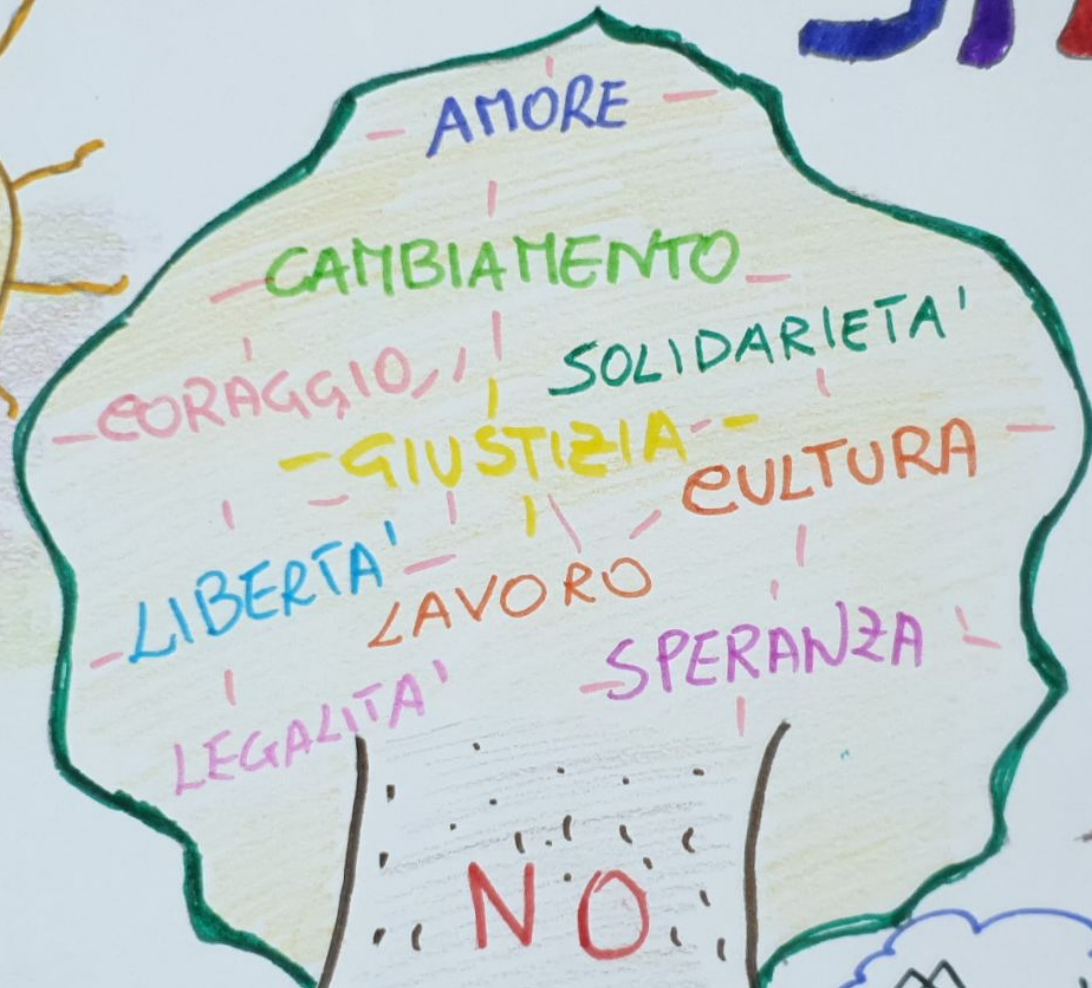 AMORE
CAMBIAMENTO
SOLIDARIETA'
CORAGGIO
GIUSTIZIA
CULTURA
LIBERTA'
LAVORO
SPERANZA
LEGALITA'
NO